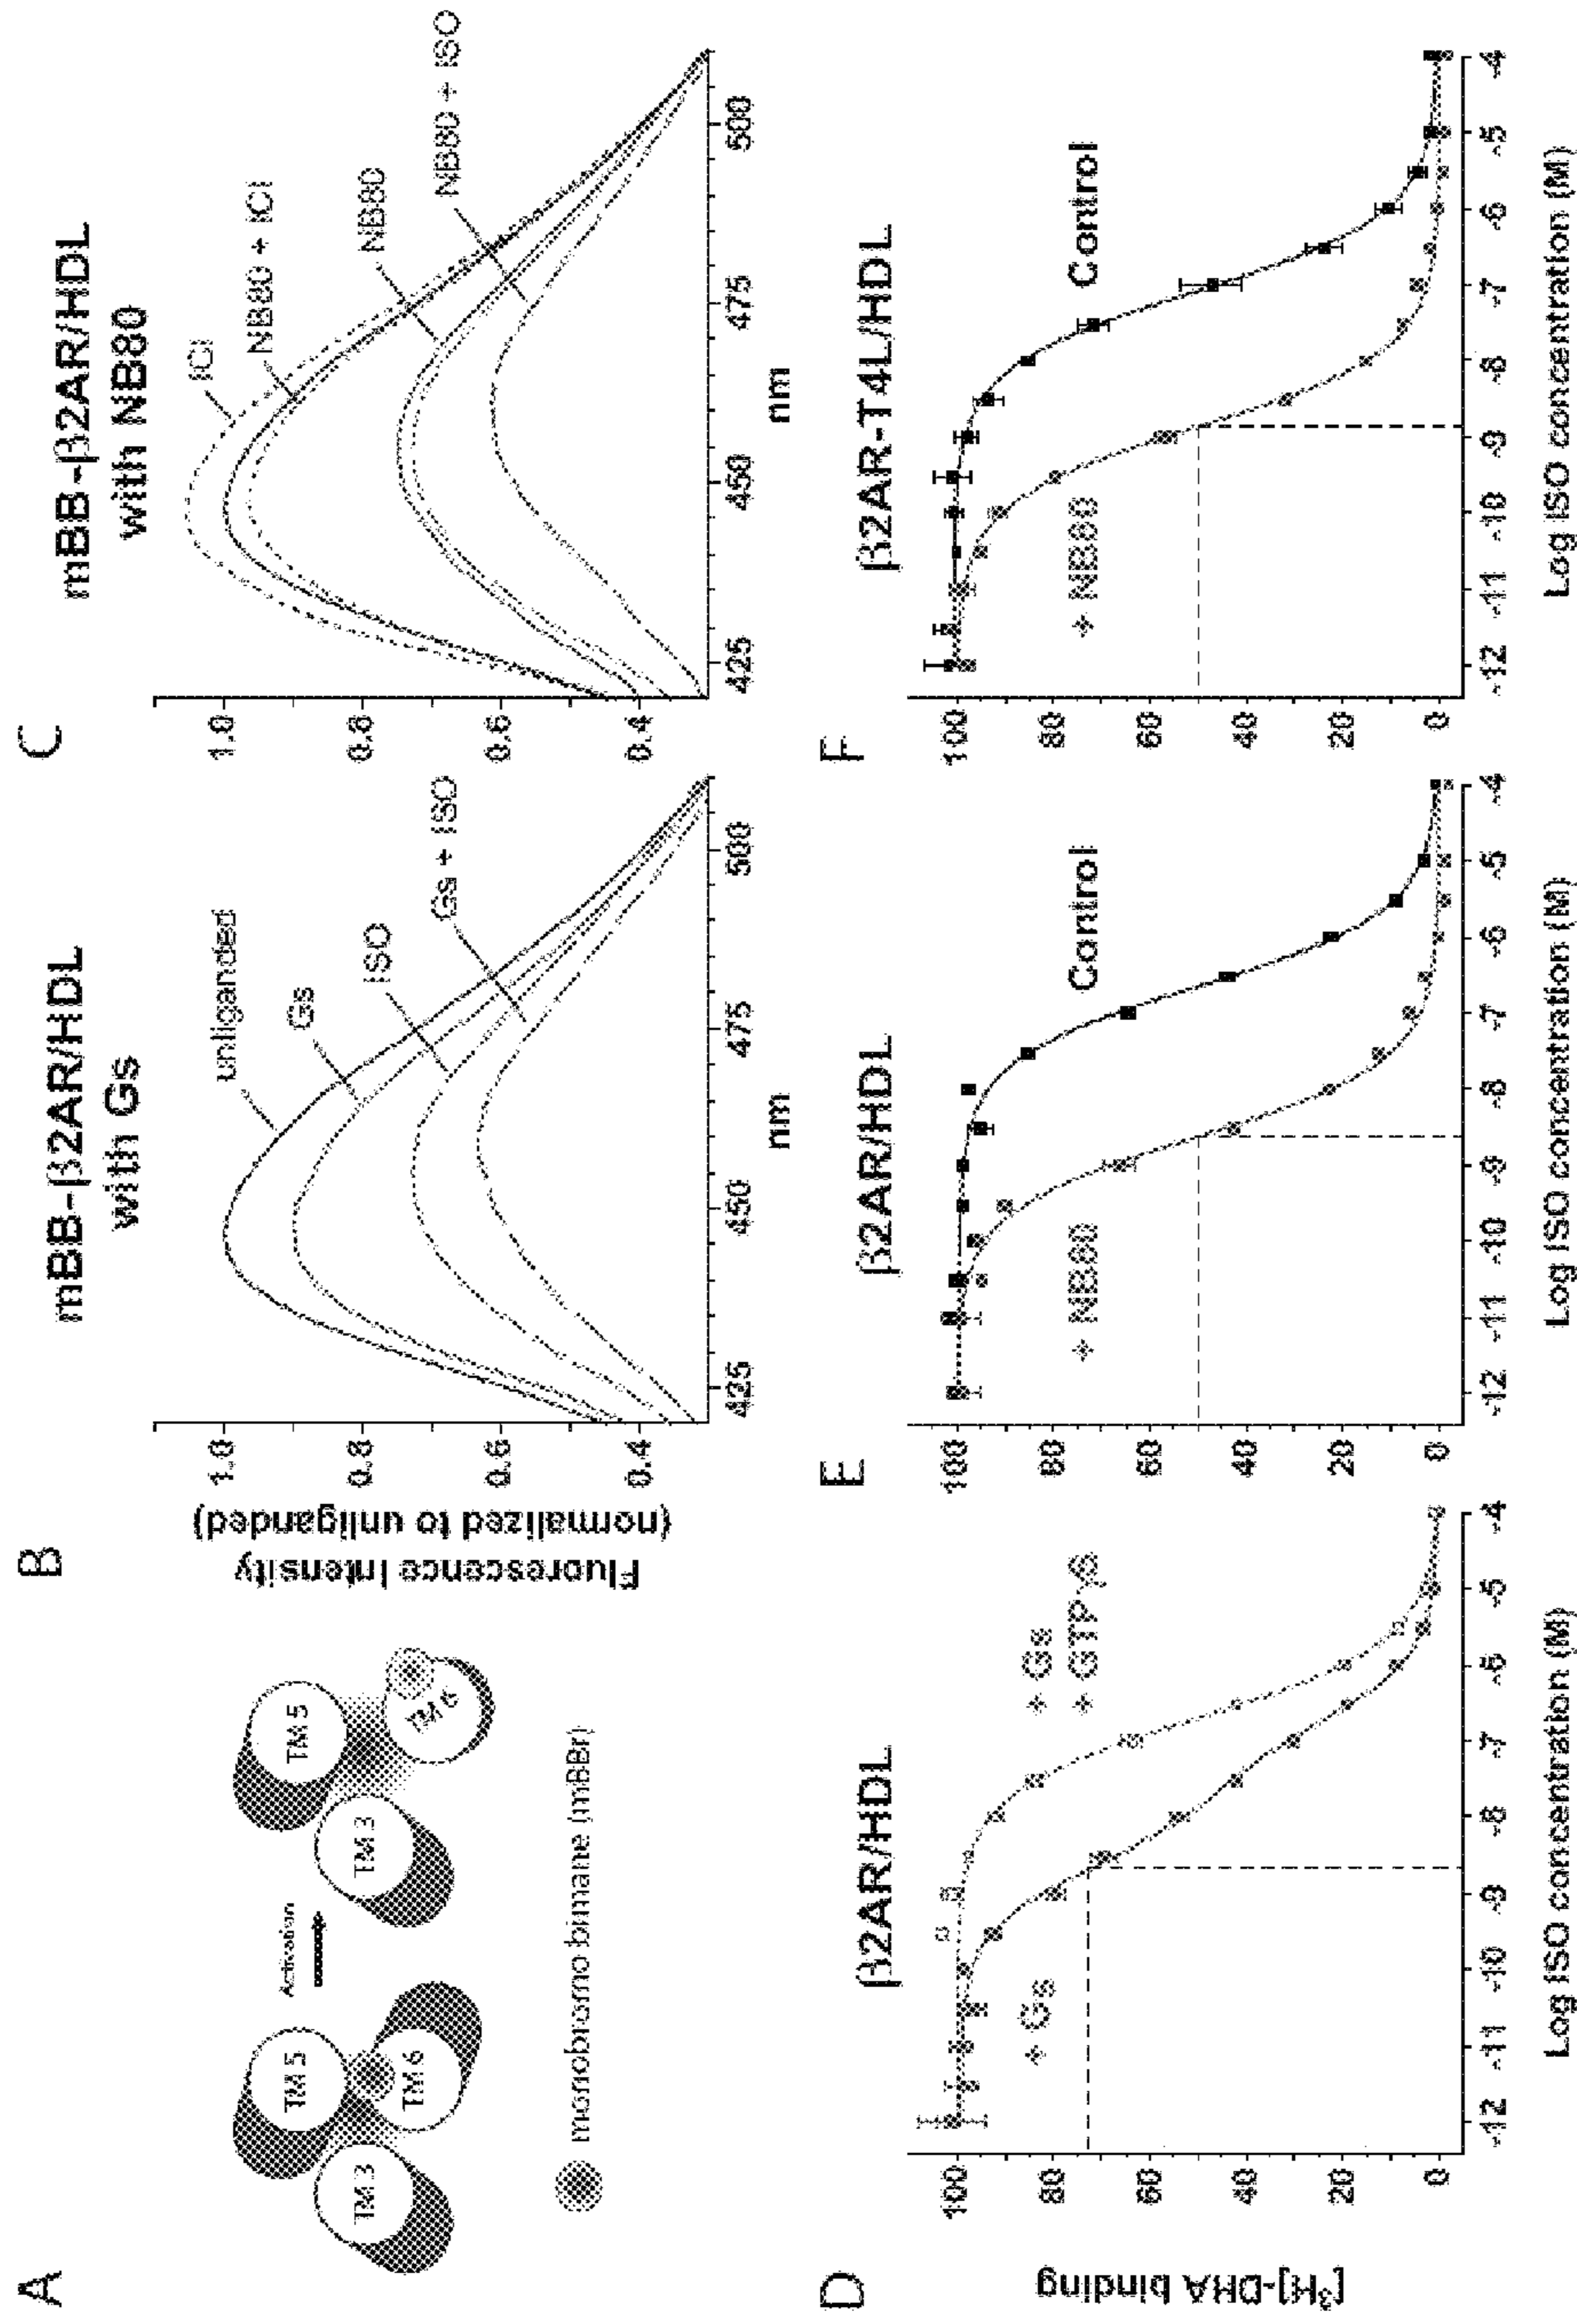 A
TM 5
TM 3
TM 6
Activation
TM 5
TM 3
TM 6
monobromo bimane (mBBr)
B
mBB-β2AR/HDL
with Gs
Fluorescence Intensity
(normalized to unliganded)
1.0
0.8
0.6
0.4
unliganded
Gs
ISO
Gs + ISO
425
450
475
500
nm
C
mBB-β2AR/HDL
with NB80
1.0
0.8
0.6
0.4
ICI
NB80 + ICI
NB80
NB80 + ISO
425
450
475
500
nm
D
β2AR/HDL
[³H]-DHA binding
100
80
60
40
20
0
+ Gs
+ Gs
+ GTPγS
-12 -11 -10 -9 -8 -7 -6 -5 -4
Log ISO concentration (M)
E
β2AR/HDL
100
80
60
40
20
0
+ NB80
Control
-12 -11 -10 -9 -8 -7 -6 -5 -4
Log ISO concentration (M)
F
β2AR-T4L/HDL
100
80
60
40
20
0
+ NB80
Control
-12 -11 -10 -9 -8 -7 -6 -5 -4
Log ISO concentration (M)